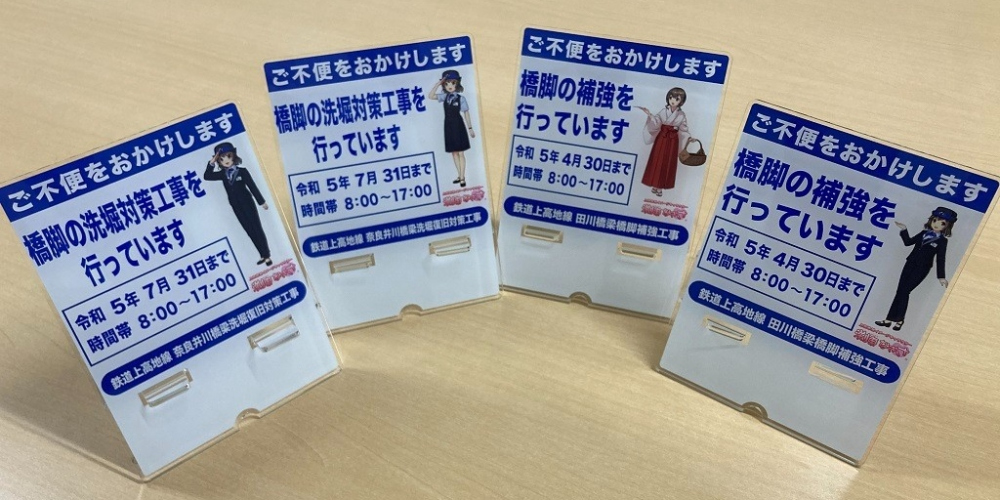 ご不便をおかけします
橋脚の洗堀対策工事を
行っています
令和 5年 7月 31日まで
時間帯 8:00～17:00
鉄道上高地線 奈良井川橋梁洗堀復旧対策工事
ご不便をおかけします
橋脚の洗堀対策工事を
行っています
令和 5年 7月 31日まで
時間帯 8:00～17:00
鉄道上高地線 奈良井川橋梁洗堀復旧対策工事
ご不便をおかけします
橋脚の補強を
行っています
令和 5年 4月 30日まで
時間帯 8:00～17:00
鉄道上高地線 田川橋梁橋脚補強工事
ご不便をおかけします
橋脚の補強を
行っています
令和 5年 4月 30日まで
時間帯 8:00～17:00
鉄道上高地線 田川橋梁橋脚補強工事